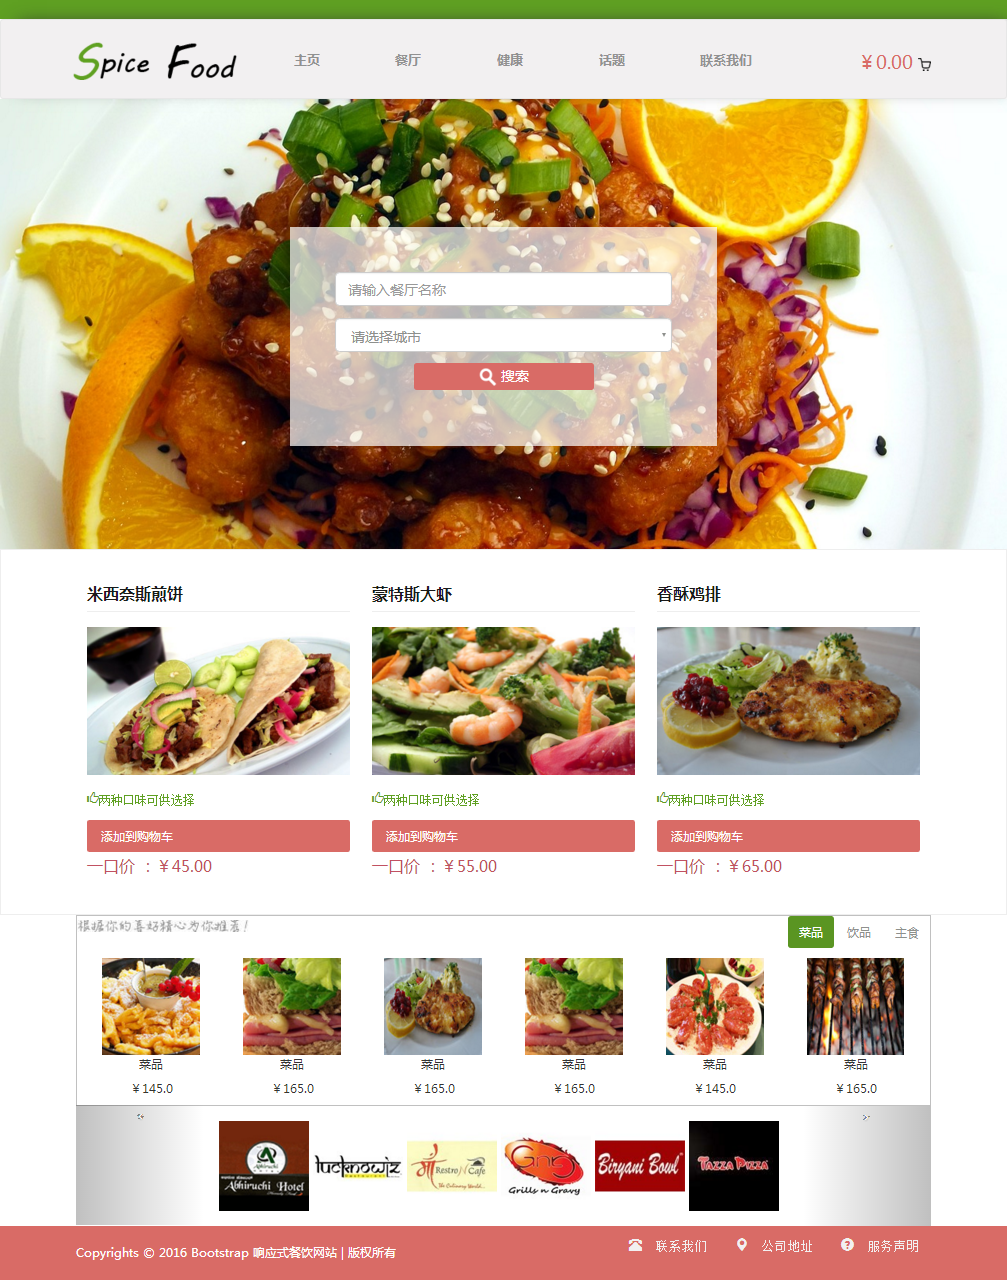 Spice Food
主页 餐厅 健康 话题 联系我们 ￥0.00
请输入餐厅名称
请选择城市
搜索
米西奈斯煎饼 蒙特斯大虾 香酥鸡排
两种口味可供选择 两种口味可供选择 两种口味可供选择
添加到购物车 添加到购物车 添加到购物车
一口价 ：￥45.00 一口价 ：￥55.00 一口价 ：￥65.00
根据你的喜好精心为你推荐！ 菜品 饮品 主食
菜品 菜品 菜品 菜品 菜品 菜品
￥145.0 ￥165.0 ￥165.0 ￥165.0 ￥145.0 ￥165.0
Abhiruchi
Abhiruchi Hotel
lucknowiz
Restro N Cafe
Gng
Grills n Gravy
Biryani Bowl
TAZZA PIZZA
Copyrights © 2016 Bootstrap 响应式餐饮网站 | 版权所有 联系我们 公司地址 服务声明